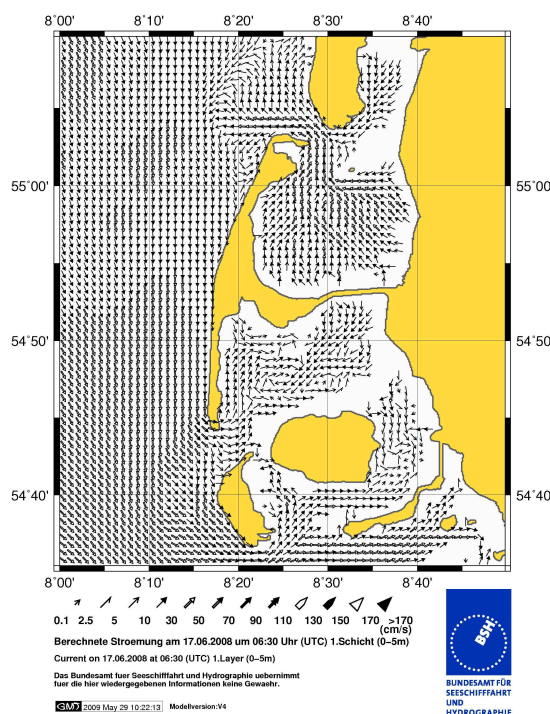 8°00' 8°10' 8°20' 8°30' 8°40'
55°00' 55°00'
54°50' 54°50'
54°40' 54°40'
8°00' 8°10' 8°20' 8°30' 8°40'
0.1 2.5 5 10 30 50 70 90 110 130 150 170 >170
(cm/s)
Berechnete Stroemung am 17.06.2008 um 06:30 Uhr (UTC) 1.Schicht (0-5m)
Current on 17.06.2008 at 06:30 (UTC) 1.Layer (0-5m)
Das Bundesamt fuer Seeschifffahrt und Hydrographie uebernimmt
fuer die hier wiedergegebenen Informationen keine Gewaehr.
GMD 2009 May 29 10:22:13 Modellversion:V4
BSH
BUNDESAMT FÜR
SEESCHIFFFAHRT
UND
HYDROGRAPHIE